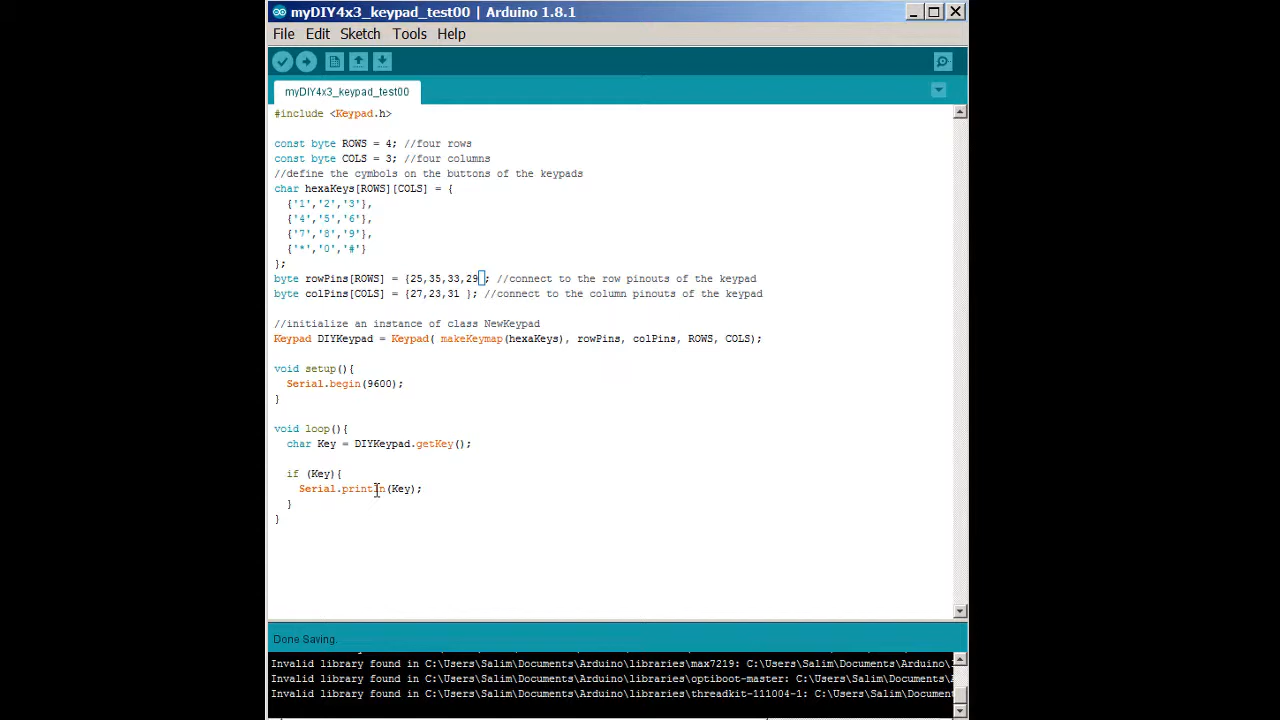 myDIY4x3_keypad_test00 | Arduino 1.8.1
File Edit Sketch Tools Help
myDIY4x3_keypad_test00
#include <Keypad.h>
const byte ROWS = 4; //four rows
const byte COLS = 3; //four columns
//define the cymbols on the buttons of the keypads
char hexaKeys[ROWS][COLS] = {
{'1','2','3'},
{'4','5','6'},
{'7','8','9'},
{'*','0','#'}
};
byte rowPins[ROWS] = {25,35,33,29 ; //connect to the row pinouts of the keypad
byte colPins[COLS] = {27,23,31 }; //connect to the column pinouts of the keypad
//initialize an instance of class NewKeypad
Keypad DIYKeypad = Keypad( makeKeymap(hexaKeys), rowPins, colPins, ROWS, COLS);
void setup(){
Serial.begin(9600);
}
void loop(){
char Key = DIYKeypad.getKey();
if (Key){
Serial.println(Key);
}
}
Done Saving.
Invalid library found in C:\Users\Salim\Documents\Arduino\libraries\max7219: C:\Users\Salim\Documents\Arduino\
Invalid library found in C:\Users\Salim\Documents\Arduino\libraries\optiboot-master: C:\Users\Salim\Documents\
Invalid library found in C:\Users\Salim\Documents\Arduino\libraries\threadkit-111004-1: C:\Users\Salim\Document